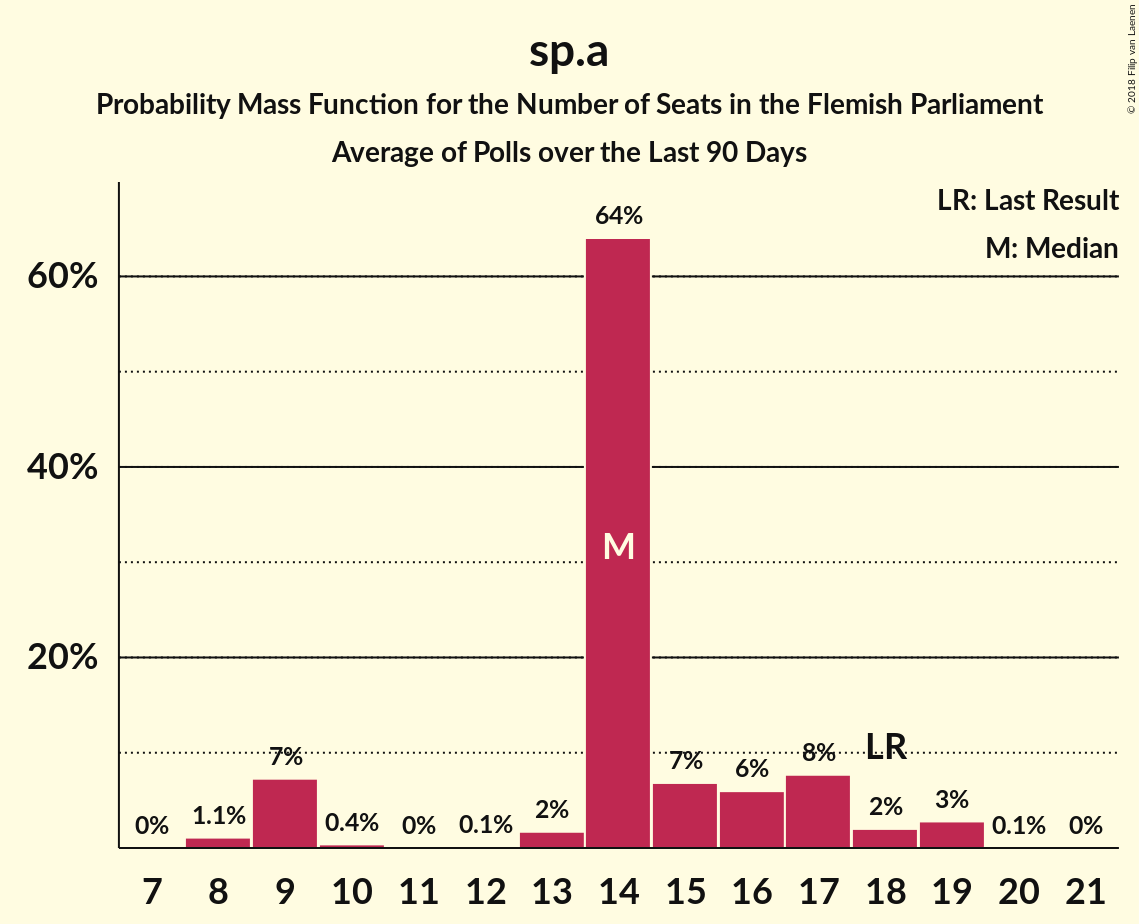 sp.a
Probability Mass Function for the Number of Seats in the Flemish Parliament
Average of Polls over the Last 90 Days
© 2018 Filip van Laenen
LR: Last Result
M: Median
60%
40%
20%
0%
1.1%
7%
0.4%
0%
0.1%
2%
64%
M
7%
6%
8%
LR
2%
3%
0.1%
0%
7 8 9 10 11 12 13 14 15 16 17 18 19 20 21